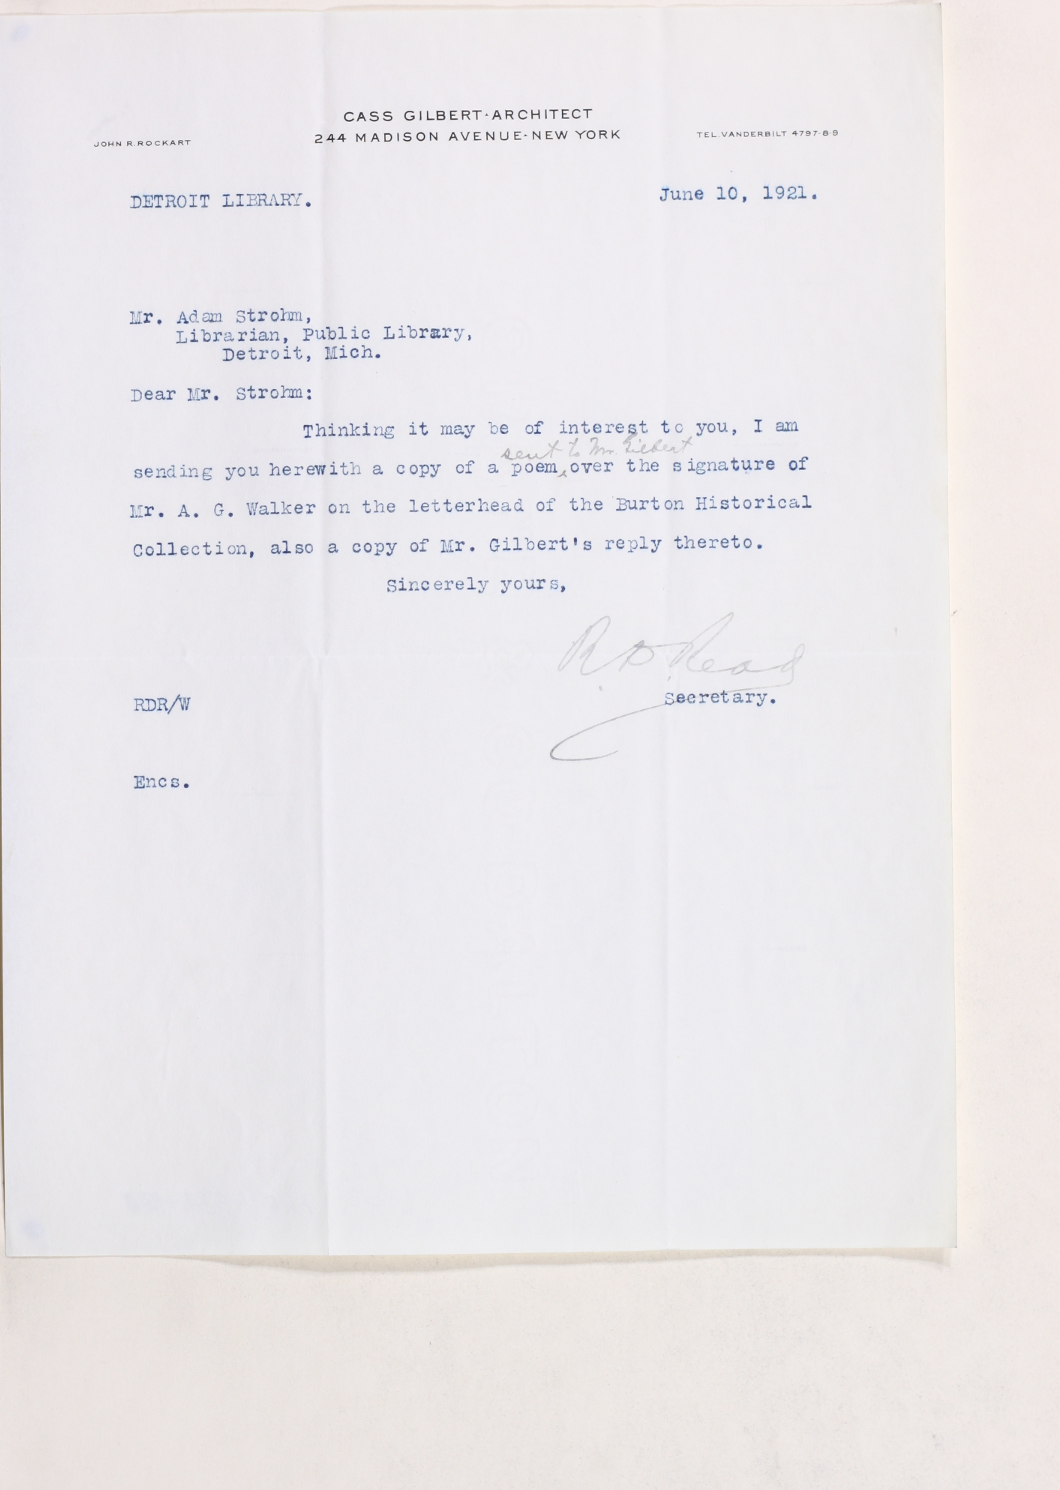 CASS GILBERT·ARCHITECT
244 MADISON AVENUE·NEW YORK
JOHN R. ROCKART
TEL. VANDERBILT 4797-8-9
DETROIT LIBRARY.
June 10, 1921.
Mr. Adam Strohm,
Librarian, Public Library,
Detroit, Mich.
Dear Mr. Strohm:
Thinking it may be of interest to you, I am
sent to Mr. Gilbert
sending you herewith a copy of a poem, over the signature of
Mr. A. G. Walker on the letterhead of the Burton Historical
Collection, also a copy of Mr. Gilbert's reply thereto.
Sincerely yours,
R. D. Read
Secretary.
RDR/W
Encs.